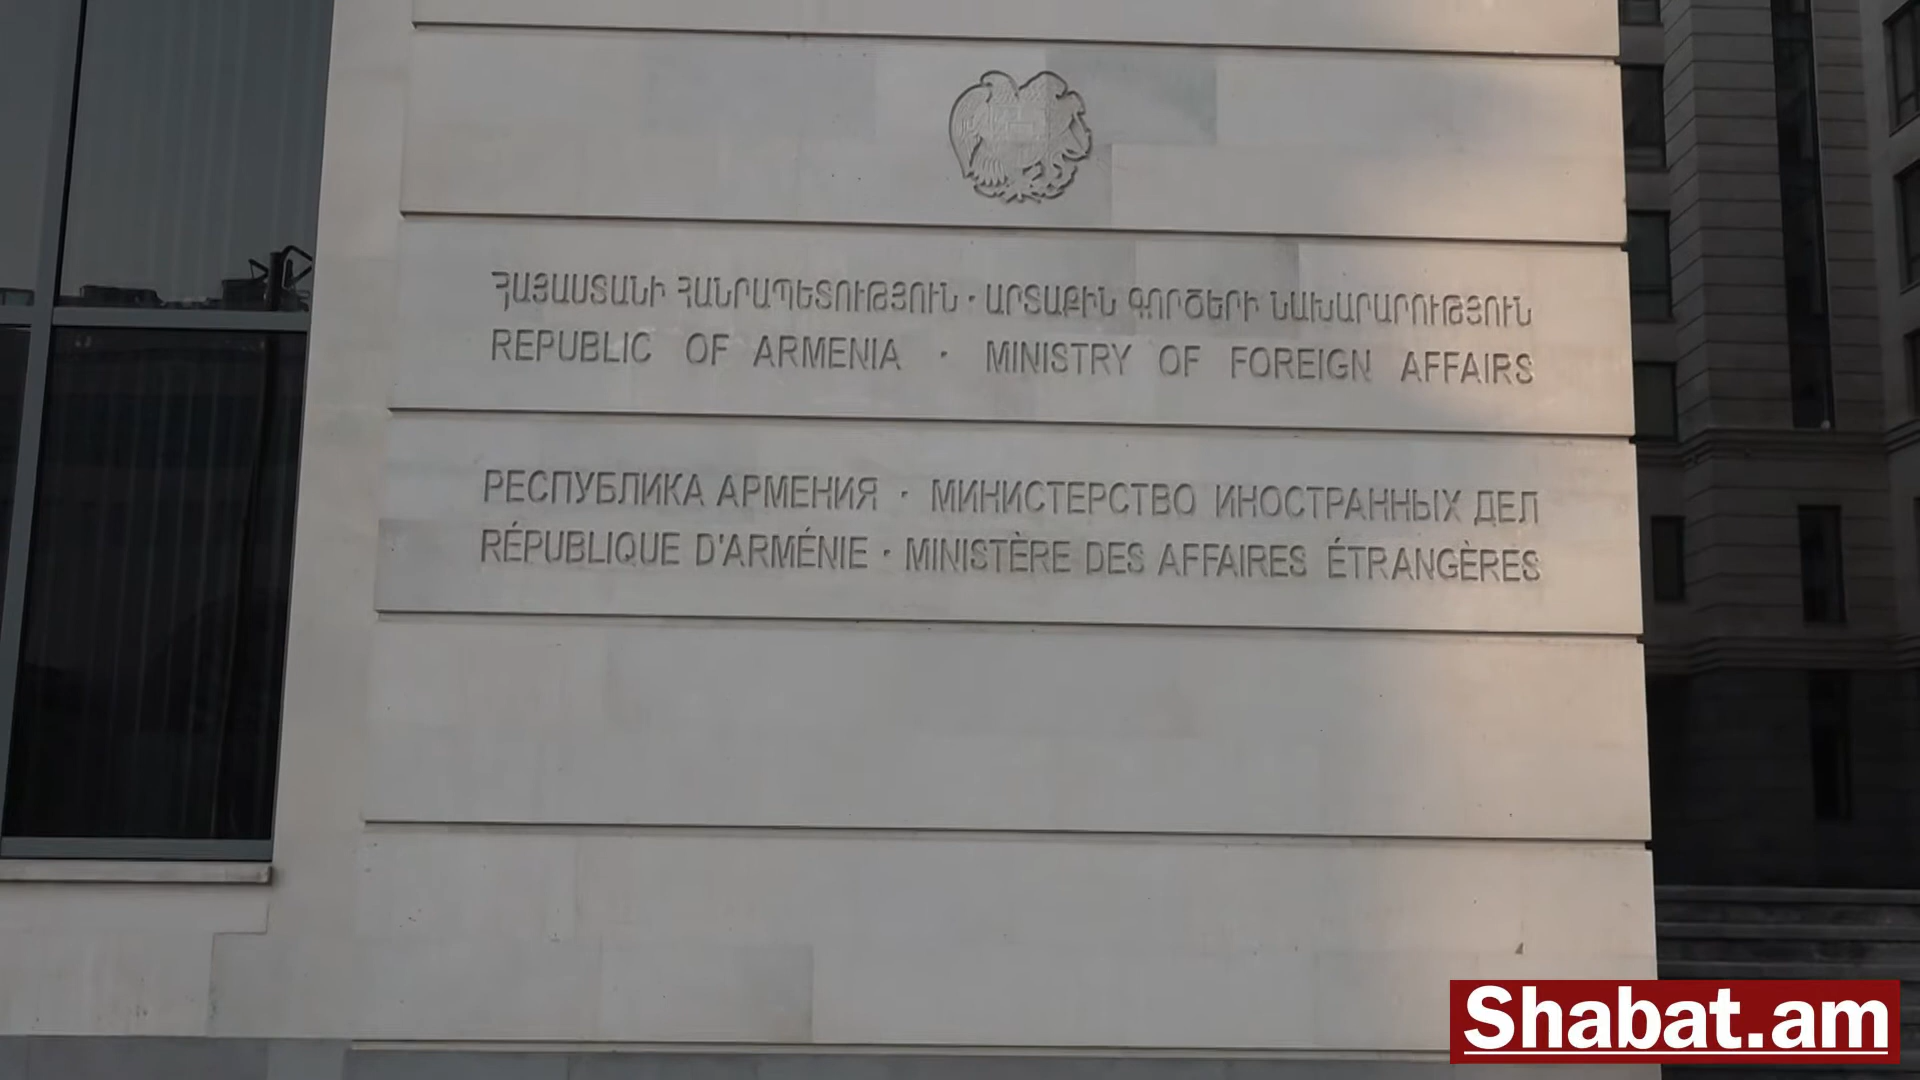 ՀԱՅԱՍՏԱՆԻ ՀԱՆՐԱՊԵՏՈՒԹՅՈՒՆ · ԱՐՏԱՔԻՆ ԳՈՐԾԵՐԻ ՆԱԽԱՐԱՐՈՒԹՅՈՒՆ
REPUBLIC OF ARMENIA · MINISTRY OF FOREIGN AFFAIRS
РЕСПУБЛИКА АРМЕНИЯ · МИНИСТЕРСТВО ИНОСТРАННЫХ ДЕЛ
RÉPUBLIQUE D'ARMÉNIE · MINISTÈRE DES AFFAIRES ÉTRANGÈRES
Shabat.am